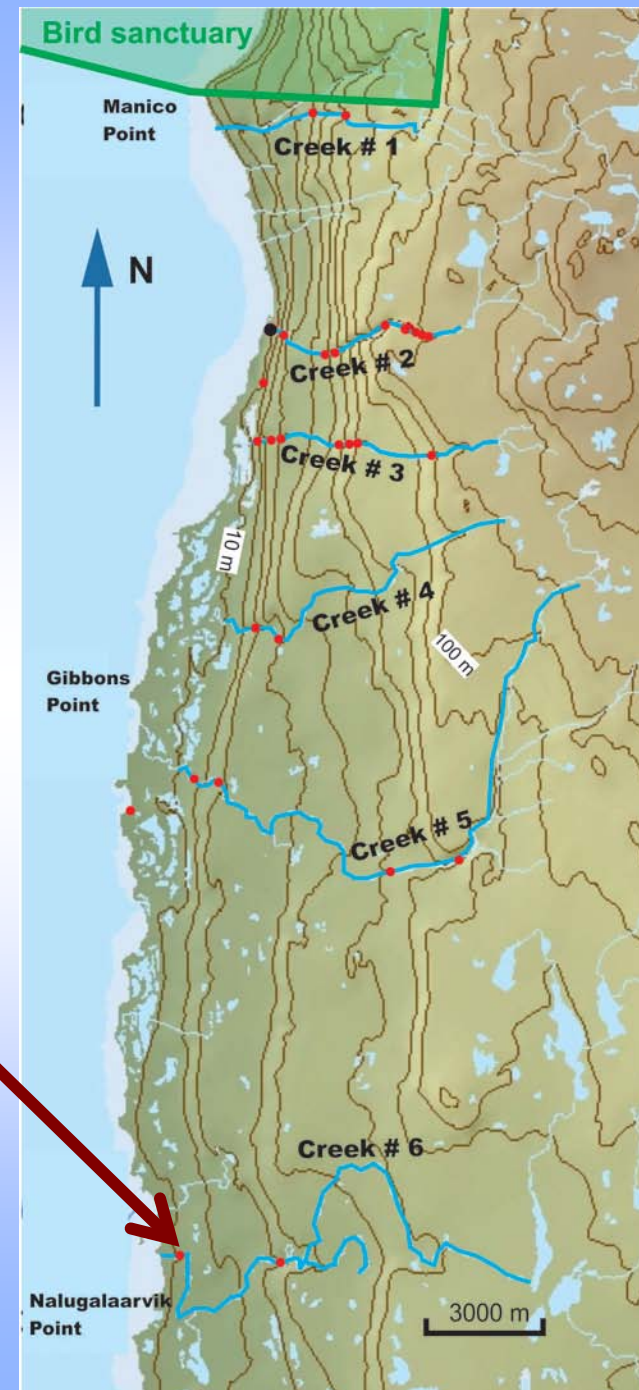 Bird sanctuary
Manico
Point
Creek # 1
N
Creek # 2
Creek # 3
10 m
Creek # 4
100 m
Gibbons
Point
Creek # 5
Creek # 6
Nalugalaarvik
Point
3000 m